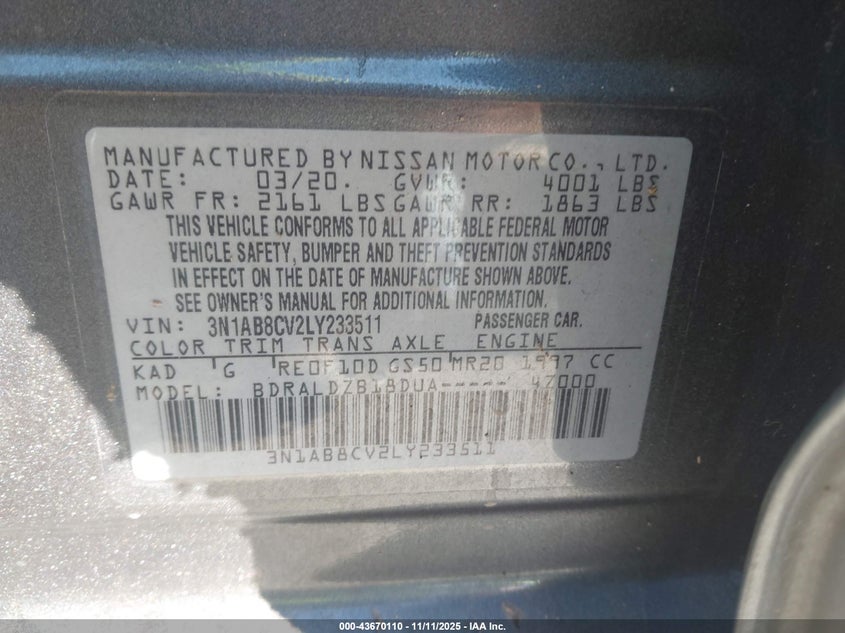 MANUFACTURED BY NISSAN MOTOR CO., LTD.
DATE: 03/20. GVWR: 4001 LBS
GAWR FR: 2161 LBS GAWR RR: 1863 LBS
THIS VEHICLE CONFORMS TO ALL APPLICABLE FEDERAL MOTOR
VEHICLE SAFETY, BUMPER AND THEFT PREVENTION STANDARDS
IN EFFECT ON THE DATE OF MANUFACTURE SHOWN ABOVE.
SEE OWNER'S MANUAL FOR ADDITIONAL INFORMATION.
VIN: 3N1AB8CV2LY233511 PASSENGER CAR.
COLOR TRIM TRANS AXLE ENGINE
KAD G RE0F10D GS50 MR20 1997 CC
MODEL: BDRALDZB18DUA----- 47000
3N1AB8CV2LY233511
000-43670110 - 11/11/2025 - IAA Inc.